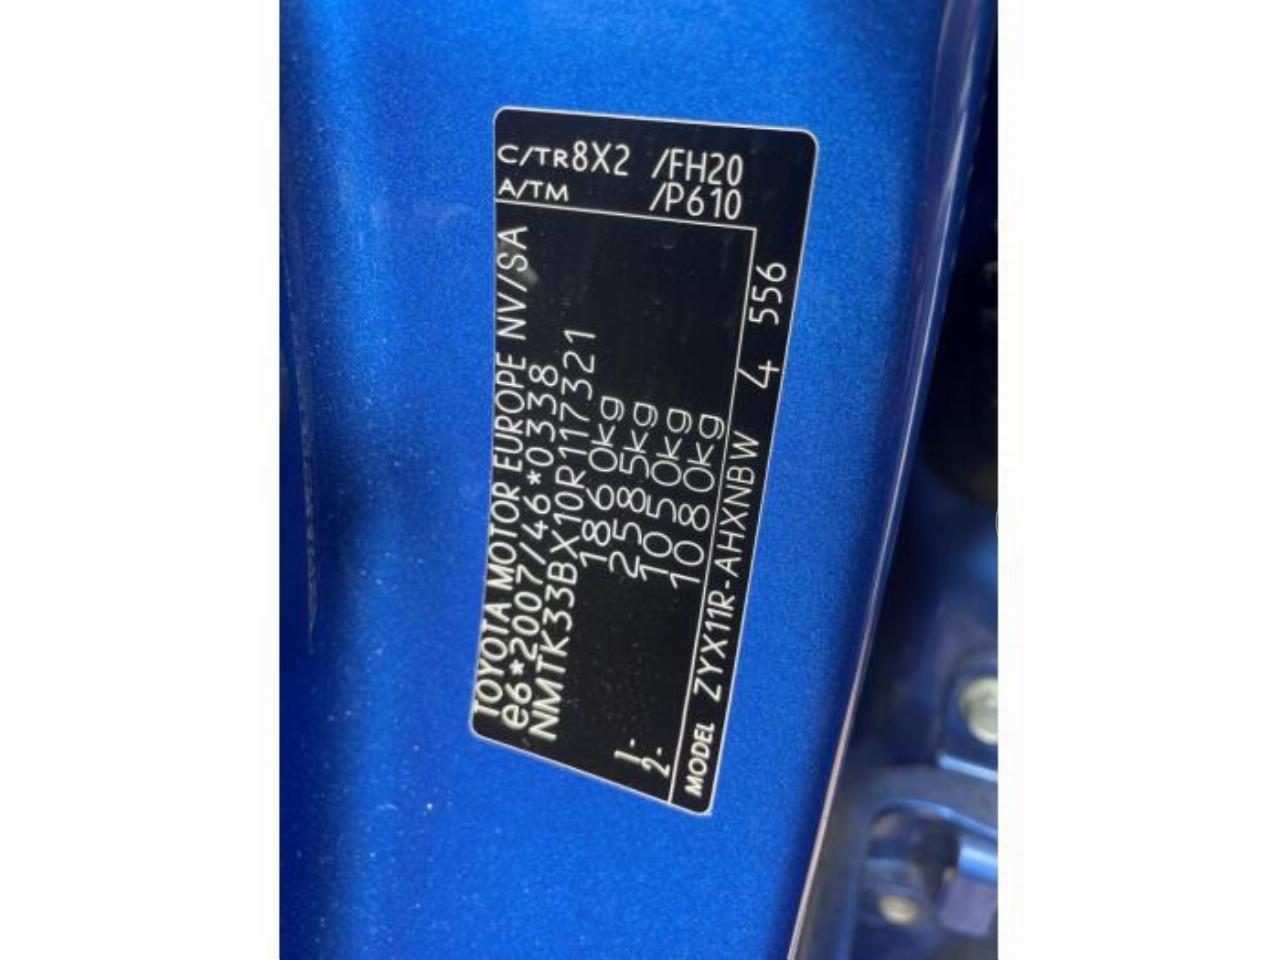 TOYOTA MOTOR EUROPE NV/SA
e6*2007/46*0338
NMTK33BX10R117321
1860kg
2585kg
1- 1050kg
2- 1080kg
MODEL ZYX11R-AHXNBW 4 556
C/TR8X2 /FH20
A/TM /P610